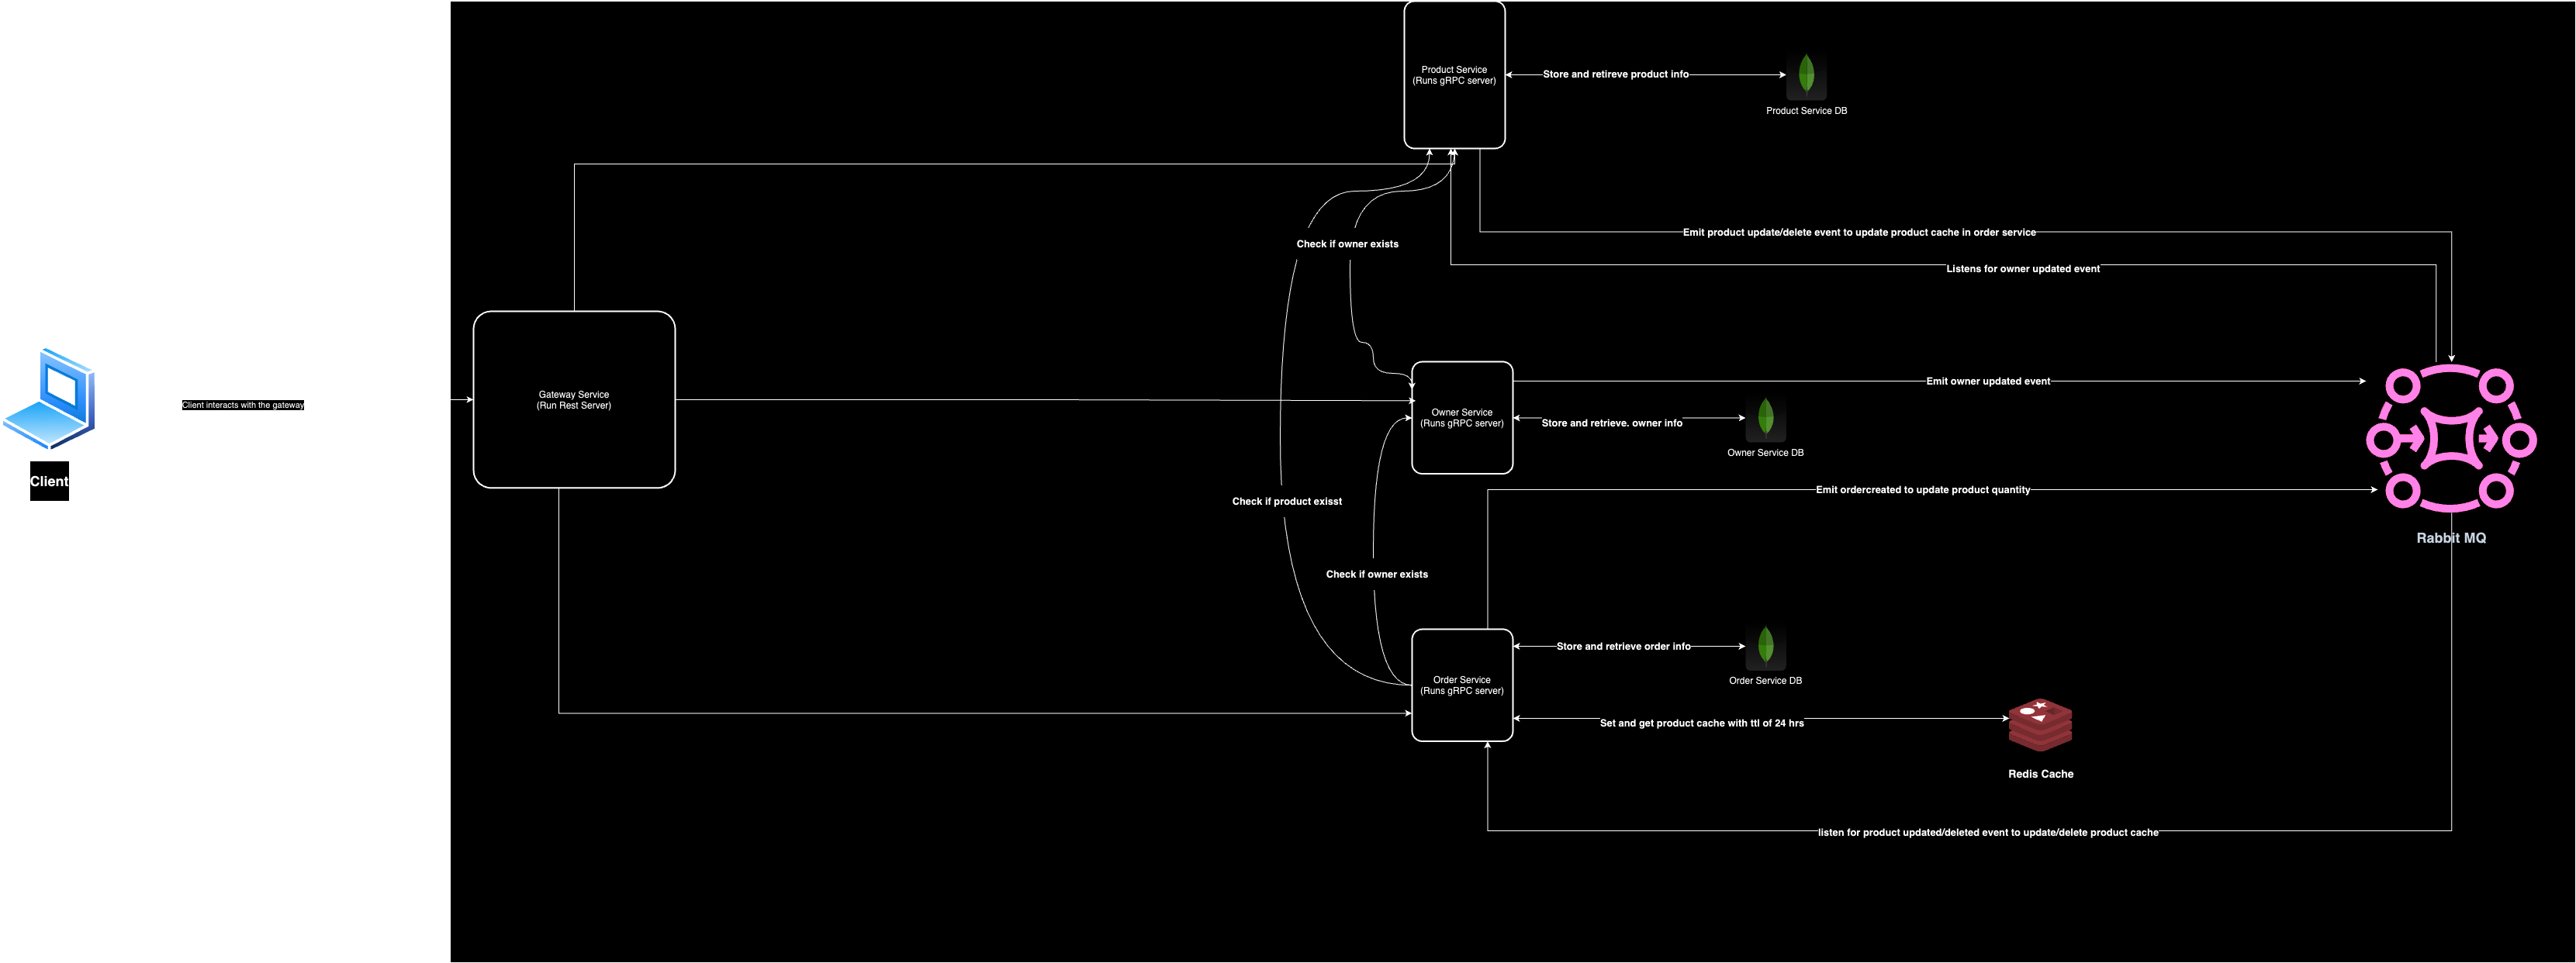 Product Service
(Runs gRPC server)
Store and retireve product info
Product Service DB
Emit product update/delete event to update product cache in order service
Check if owner exists
Listens for owner updated event
Emit owner updated event
Gateway Service
(Run Rest Server)
Client interacts with the gateway
Owner Service
(Runs gRPC server)
Store and retrieve. owner info
Owner Service DB
Client
Emit ordercreated to update product quantity
Check if product exisst
Rabbit MQ
Check if owner exists
Store and retrieve order info
Order Service
(Runs gRPC server)
Order Service DB
Set and get product cache with ttl of 24 hrs
Redis Cache
listen for product updated/deleted event to update/delete product cache